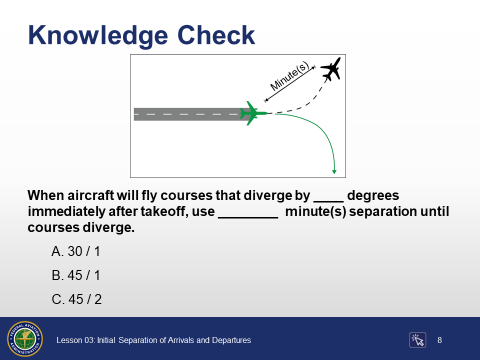 Knowledge Check
Minute(s)
When aircraft will fly courses that diverge by ____ degrees
immediately after takeoff, use ________ minute(s) separation until
courses diverge.
A. 30 / 1
B. 45 / 1
C. 45 / 2
Lesson 03: Initial Separation of Arrivals and Departures
8